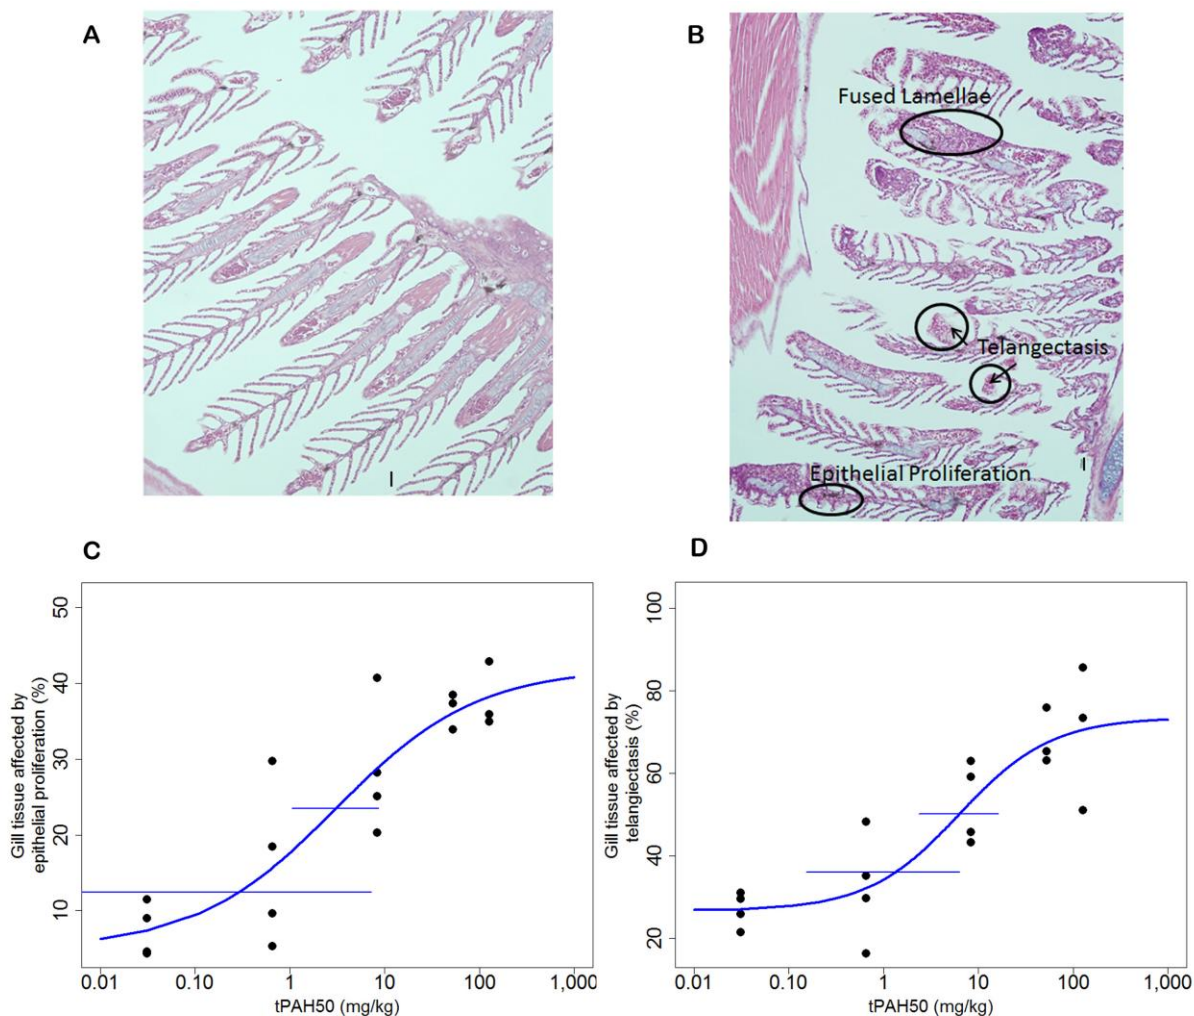 A
B
Fused Lamellae
Telangectasis
Epithelial Proliferation
C
D
Gill tissue affected by
epithelial proliferation (%)
50
40
30
20
10
0.01 0.10 1 10 100 1,000
tPAH50 (mg/kg)
Gill tissue affected by
telangiectasis (%)
100
80
60
40
20
0.01 0.10 1 10 100 1,000
tPAH50 (mg/kg)